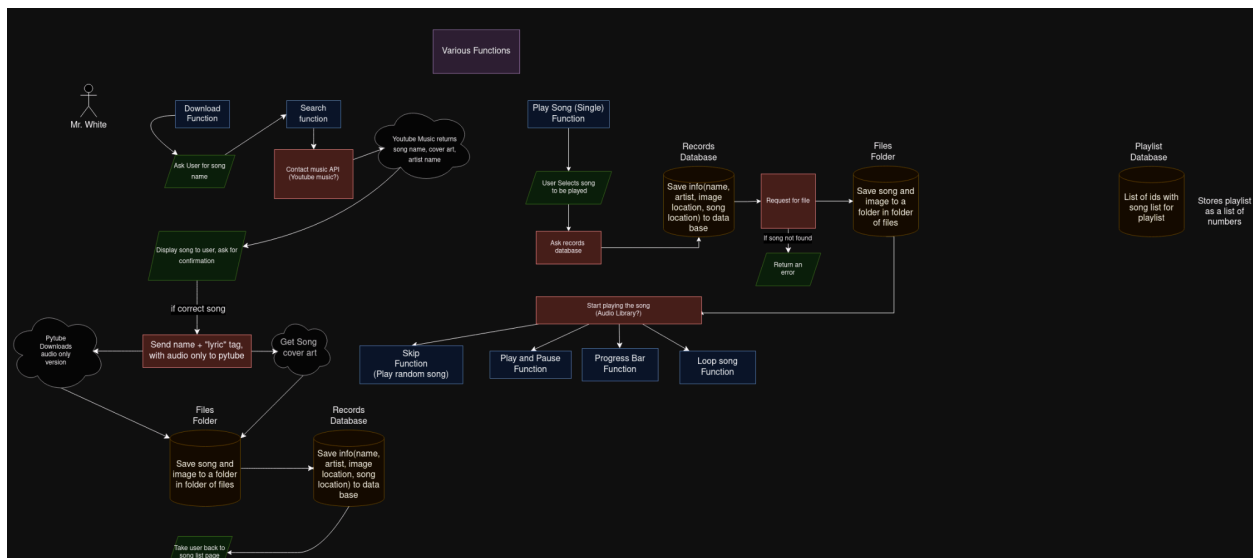 Various Functions
Mr. White
Download
Function
Ask User for song
name
Search
function
Contact music API
(Youtube music?)
Youtube Music returns
song name, cover art,
artist name
Display song to user, ask for
confirmation
if correct song
Send name + "lyric" tag,
with audio only to pytube
Pytube
Downloads
audio only
version
Get Song
cover art
Files
Folder
Save song and
image to a folder
in folder of files
Records
Database
Save info(name,
artist, image
location, song
location) to data
base
Take user back to
song list page
Play Song (Single)
Function
User Selects song
to be played
Ask records
database
Records
Database
Save info(name,
artist, image
location, song
location) to data
base
Request for file
if song not found
Return an
error
Files
Folder
Save song and
image to a
folder in folder
of files
Start playing the song
(Audio Library?)
Skip
Function
(Play random song)
Play and Pause
Function
Progress Bar
Function
Loop song
Function
Playlist
Database
List of ids with
song list for
playlist
Stores playlist
as a list of
numbers